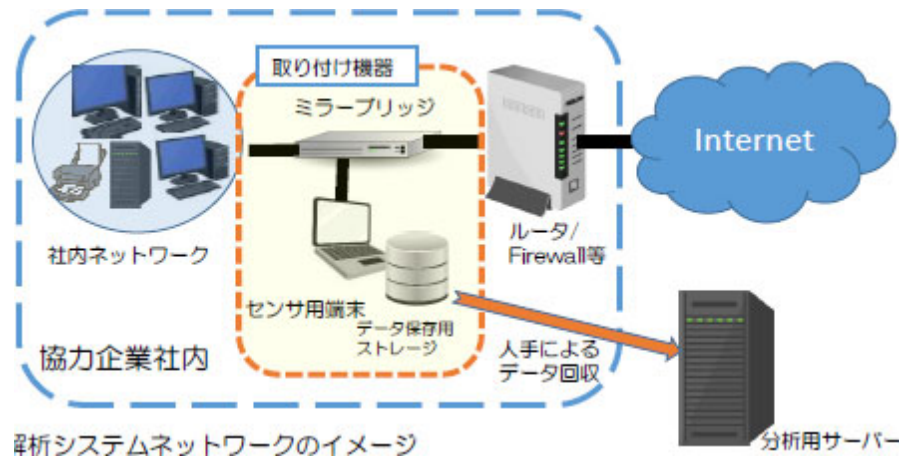 取り付け機器
ミラーブリッジ
Internet
社内ネットワーク
ルータ/
Firewall等
センサ用端末
データ保存用
ストレージ
協力企業社内
人手による
データ回収
解析システムネットワークのイメージ
分析用サーバー